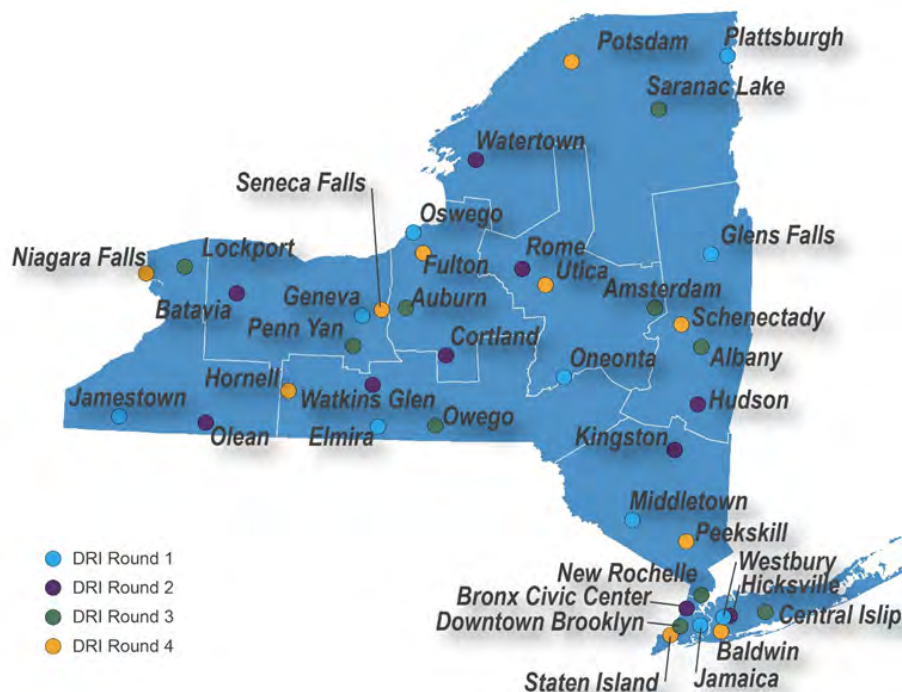 Potsdam
Plattsburgh
Saranac Lake
Watertown
Seneca Falls
Oswego
Glens Falls
Niagara Falls
Lockport
Rome
Fulton
Utica
Batavia
Geneva
Auburn
Amsterdam
Penn Yan
Schenectady
Cortland
Albany
Oneonta
Hornell
Jamestown
Watkins Glen
Hudson
Olean
Elmira
Owego
Kingston
Middletown
Peekskill
DRI Round 1
DRI Round 2
DRI Round 3
DRI Round 4
Westbury
New Rochelle
Hicksville
Bronx Civic Center
Central Islip
Downtown Brooklyn
Baldwin
Staten Island
Jamaica